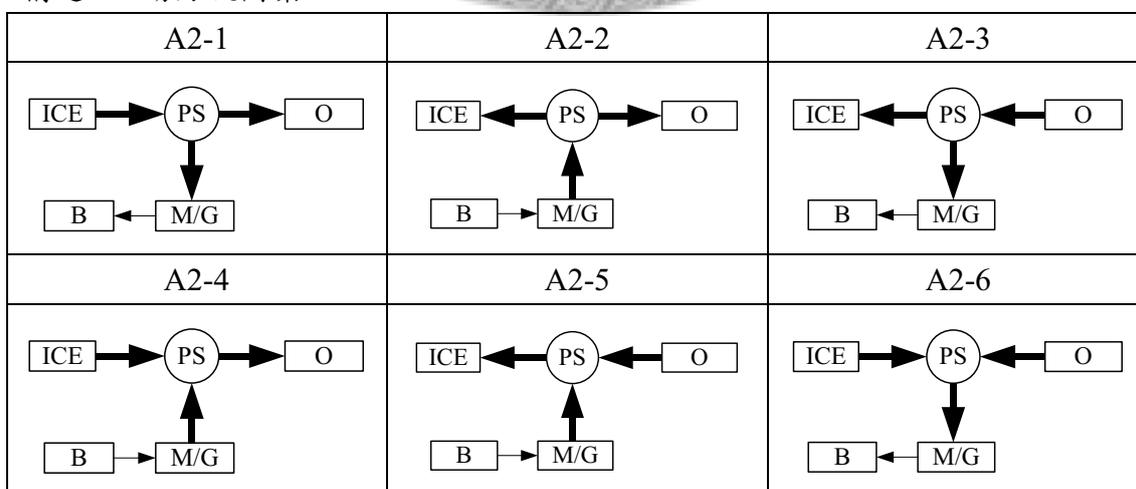 A2-1 A2-2 A2-3
ICE PS O ICE PS O ICE PS O
B M/G B M/G B M/G
A2-4 A2-5 A2-6
ICE PS O ICE PS O ICE PS O
B M/G B M/G B M/G